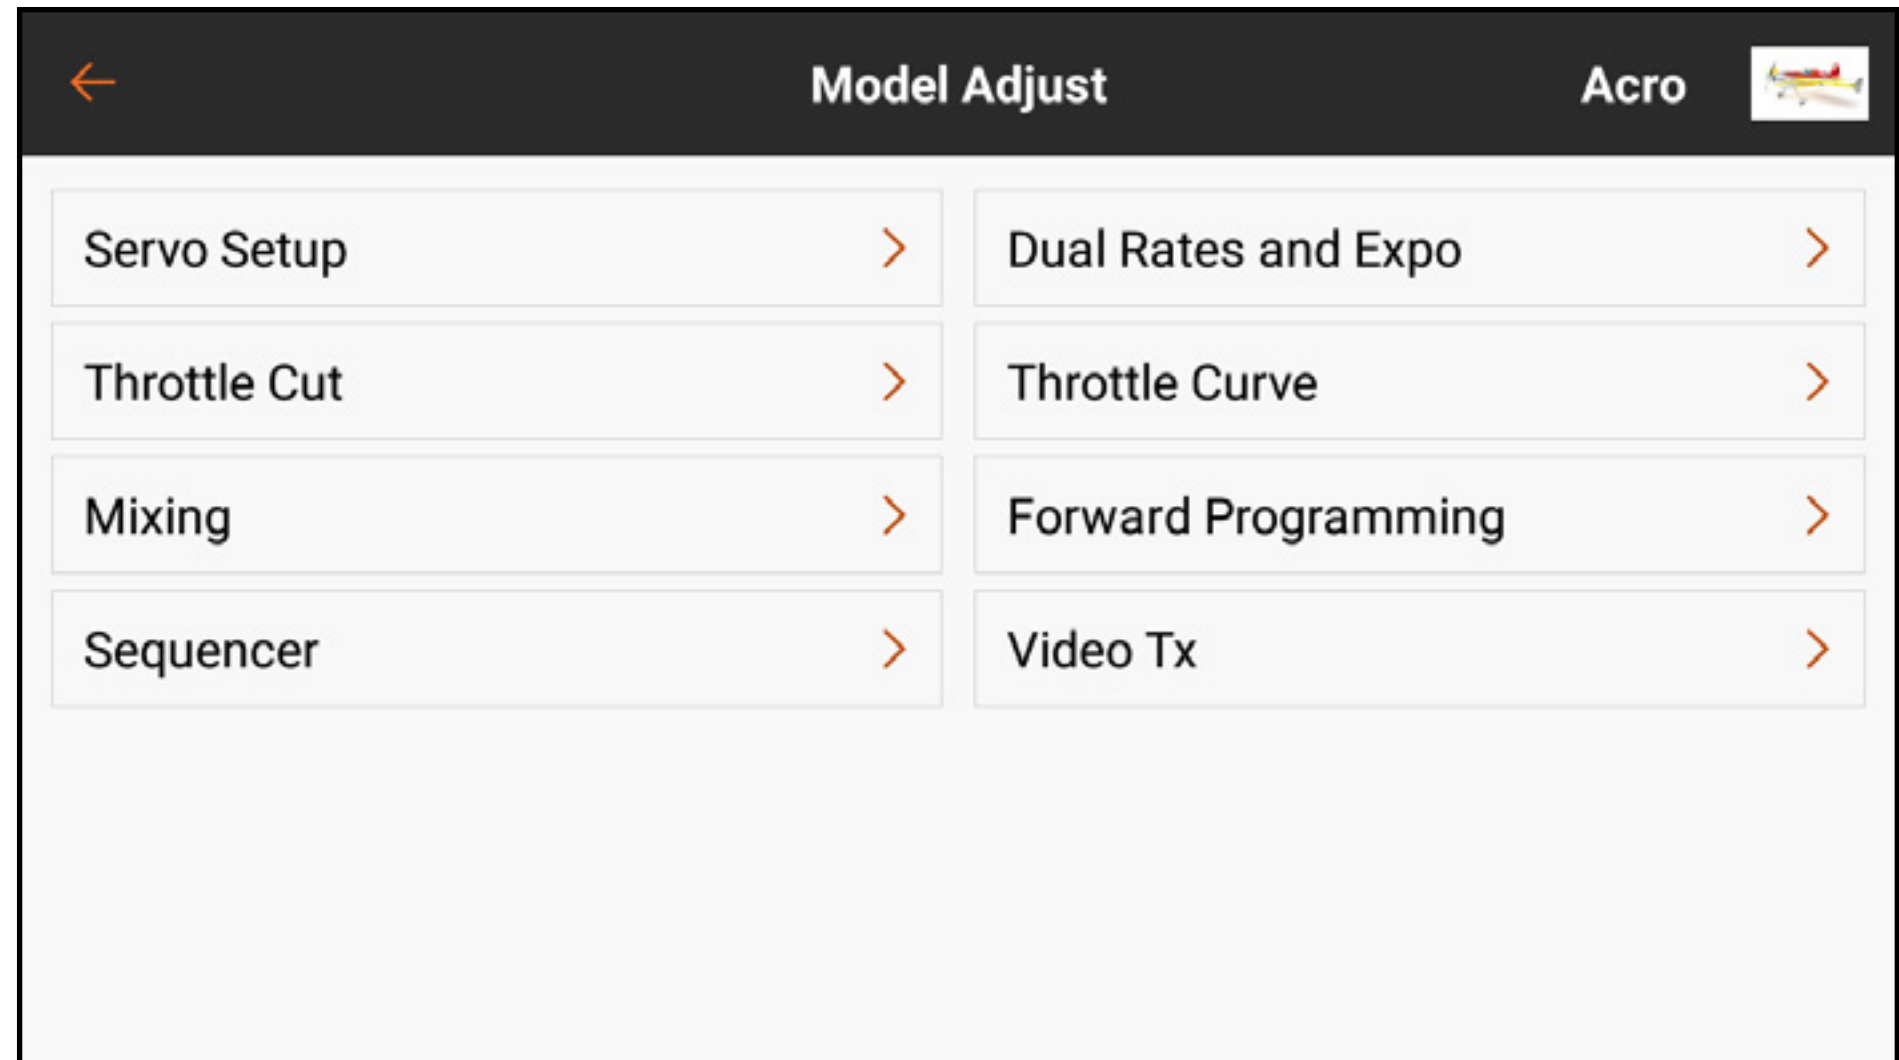 Model Adjust
Acro
Servo Setup
Dual Rates and Expo
Throttle Cut
Throttle Curve
Mixing
Forward Programming
Sequencer
Video Tx